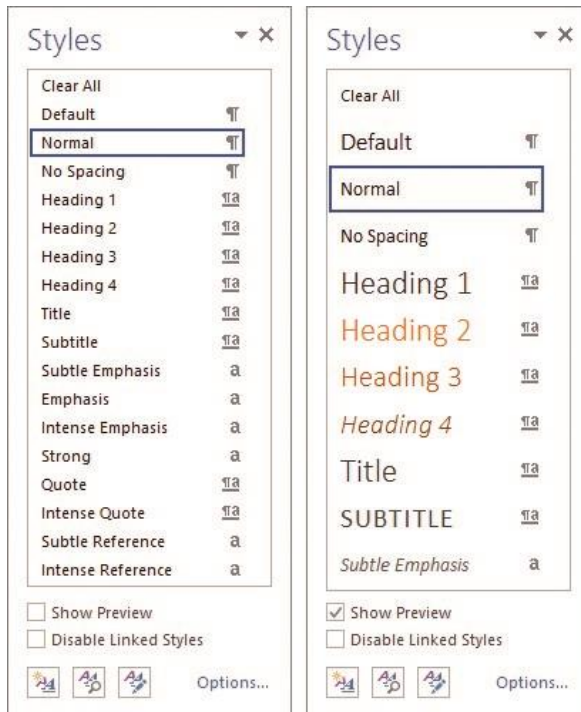 Styles
Clear All
Default ¶
Normal ¶
No Spacing ¶
Heading 1 ¶a
Heading 2 ¶a
Heading 3 ¶a
Heading 4 ¶a
Title ¶a
Subtitle ¶a
Subtle Emphasis a
Emphasis a
Intense Emphasis a
Strong a
Quote ¶a
Intense Quote ¶a
Subtle Reference a
Intense Reference a
Show Preview
Disable Linked Styles
Options...
Styles
Clear All
Default ¶
Normal ¶
No Spacing ¶
Heading 1 ¶a
Heading 2 ¶a
Heading 3 ¶a
Heading 4 ¶a
Title ¶a
SUBTITLE ¶a
Subtle Emphasis a
Show Preview
Disable Linked Styles
Options...